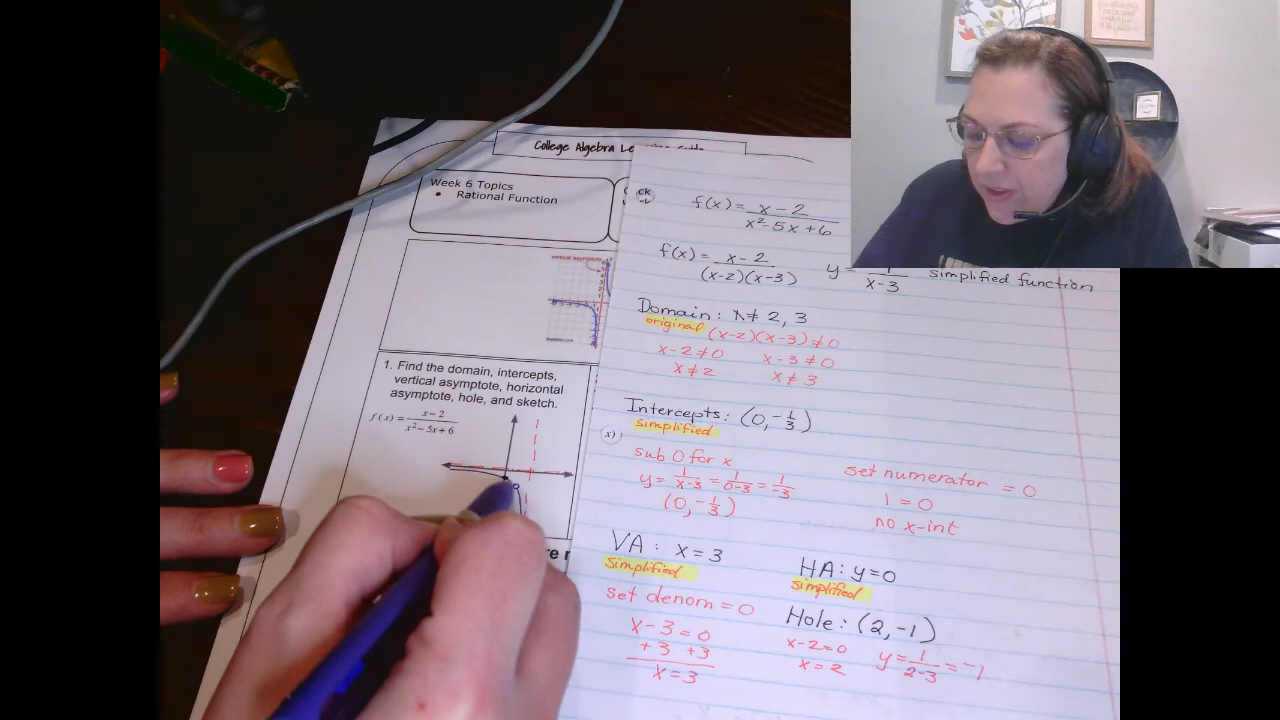 College Algebra Le
Week 6 Topics
• Rational Function
vertical asymptote
1. Find the domain, intercepts,
vertical asymptote, horizontal
asymptote, hole, and sketch.
f(x) = x-2 / x²-5x+6
ck
f(x) = x-2 / x²-5x+6
f(x) = x-2 / (x-2)(x-3) y = 1 / x-3 simplified function
Domain: x≠ 2, 3
original (x-2)(x-3)≠0
x-2≠0 x-3≠0
x≠2 x≠3
Intercepts: (0,-1/3)
simplified
x) :
sub 0 for x set numerator = 0
y = 1/x-3 = 1/0-3 = 1/-3 1 = 0
(0,-1/3) no x-int
VA: x=3 HA: y=0
simplified simplified
set denom = 0 Hole: (2,-1)
x-3=0 x-2=0 y = 1/2-3 = -1
+3 +3 x=2
x=3